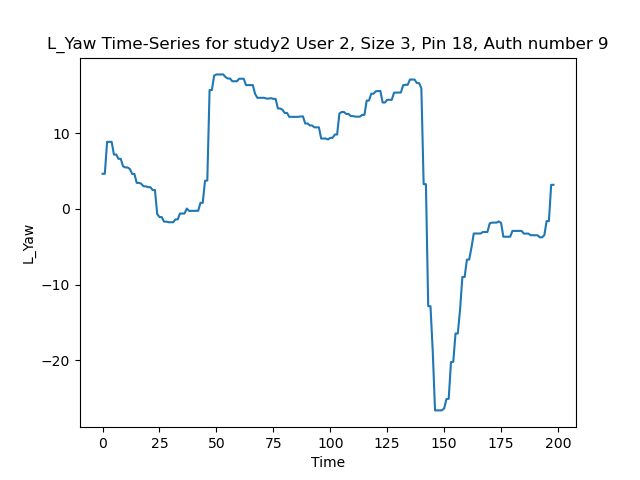 L_Yaw Time-Series for study2 User 2, Size 3, Pin 18, Auth number 9
10
0
−10
−20
L_Yaw
0 25 50 75 100 125 150 175 200
Time